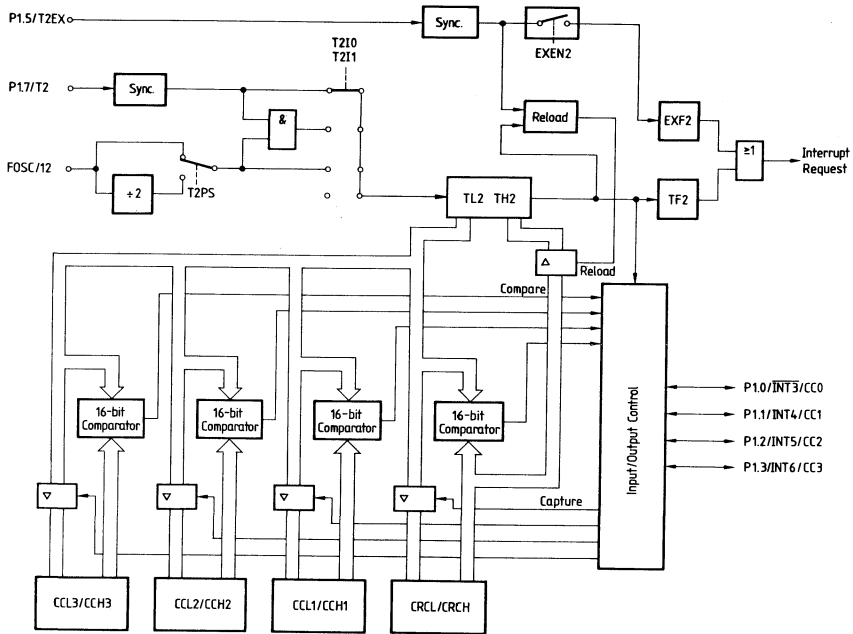 P1.5/T2EX
Sync.
EXEN2
T2I0
T2I1
P1.7/T2
Sync.
&
Reload
EXF2
≥1
Interrupt
Request
FOSC/12
÷2
T2PS
TL2 TH2
TF2
Reload
Compare
16-bit
Comparator
16-bit
Comparator
16-bit
Comparator
16-bit
Comparator
Input/Output Control
P1.0/I̅N̅T̅3̅/CC0
P1.1/INT4/CC1
P1.2/INT5/CC2
P1.3/INT6/CC3
Capture
CCL3/CCH3
CCL2/CCH2
CCL1/CCH1
CRCL/CRCH